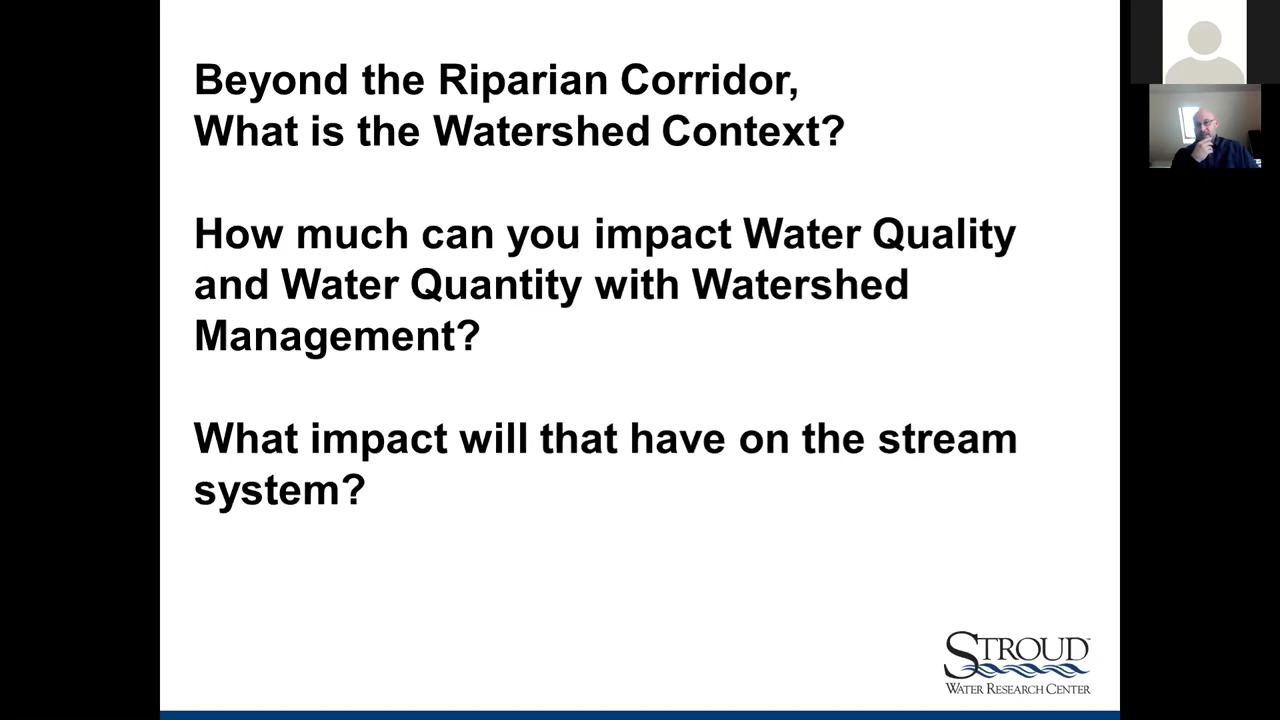 Beyond the Riparian Corridor,
What is the Watershed Context?
How much can you impact Water Quality
and Water Quantity with Watershed
Management?
What impact will that have on the stream
system?
STROUD™
WATER RESEARCH CENTER